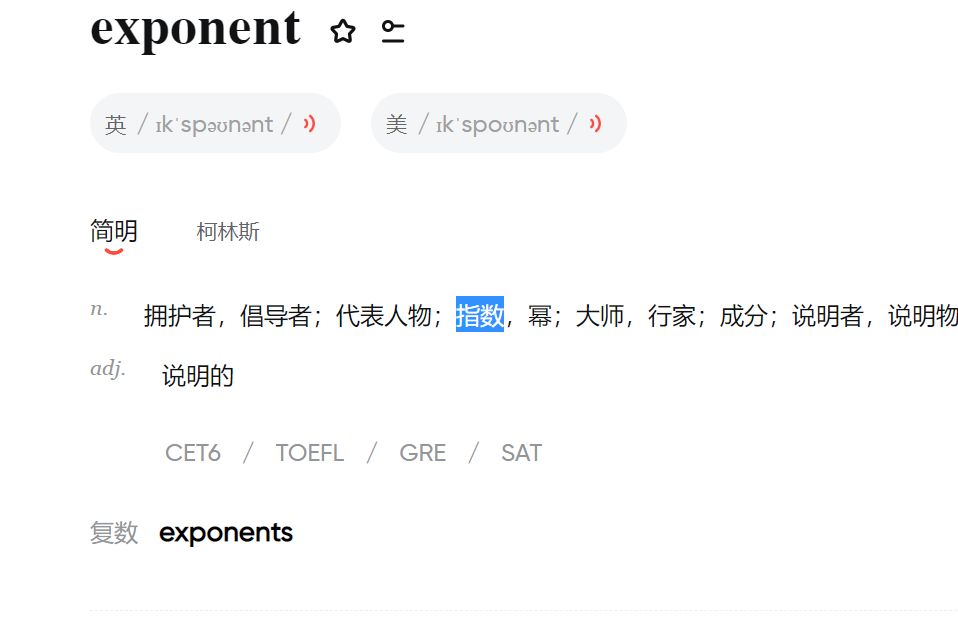 exponent
英 / ɪkˈspəʊnənt / 美 / ɪkˈspoʊnənt /
简明 柯林斯
n. 拥护者，倡导者；代表人物；指数，幂；大师，行家；成分；说明者，说明物
adj. 说明的
CET6 / TOEFL / GRE / SAT
复数 exponents